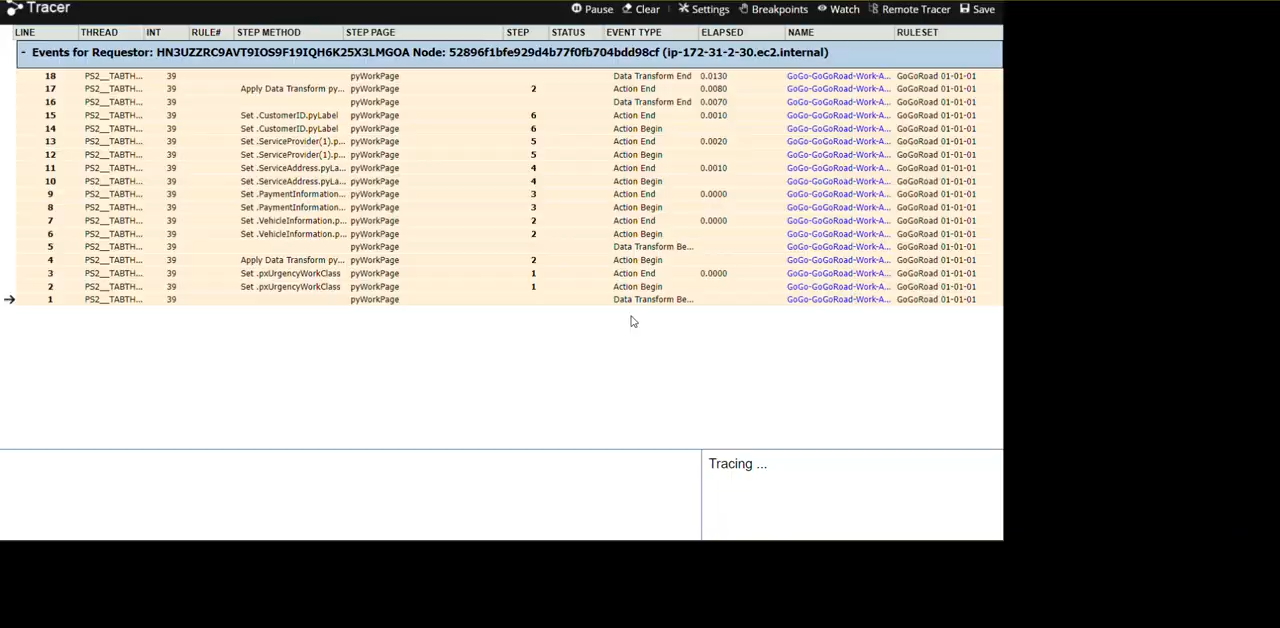 Tracer Pause Clear Settings Breakpoints Watch Remote Tracer Save
LINE THREAD INT RULE# STEP METHOD STEP PAGE STEP STATUS EVENT TYPE ELAPSED NAME RULESET
- Events for Requestor: HN3UZZRC9AVT9IOS9F19IQH6K25X3LMGOA Node: 52896f1bfe929d4b77f0fb704bdd98cf (ip-172-31-2-30.ec2.internal)
18 PS2__TABTH... 39 pyWorkPage Data Transform End 0.0130 GoGo-GoGoRoad-Work-A... GoGoRoad 01-01-01
17 PS2__TABTH... 39 Apply Data Transform py... pyWorkPage 2 Action End 0.0080 GoGo-GoGoRoad-Work-A... GoGoRoad 01-01-01
16 PS2__TABTH... 39 pyWorkPage Data Transform End 0.0070 GoGo-GoGoRoad-Work-A... GoGoRoad 01-01-01
15 PS2__TABTH... 39 Set .CustomerID.pyLabel pyWorkPage 6 Action End 0.0010 GoGo-GoGoRoad-Work-A... GoGoRoad 01-01-01
14 PS2__TABTH... 39 Set .CustomerID.pyLabel pyWorkPage 6 Action Begin GoGo-GoGoRoad-Work-A... GoGoRoad 01-01-01
13 PS2__TABTH... 39 Set .ServiceProvider(1).p... pyWorkPage 5 Action End 0.0020 GoGo-GoGoRoad-Work-A... GoGoRoad 01-01-01
12 PS2__TABTH... 39 Set .ServiceProvider(1).p... pyWorkPage 5 Action Begin GoGo-GoGoRoad-Work-A... GoGoRoad 01-01-01
11 PS2__TABTH... 39 Set .ServiceAddress.pyLa... pyWorkPage 4 Action End 0.0010 GoGo-GoGoRoad-Work-A... GoGoRoad 01-01-01
10 PS2__TABTH... 39 Set .ServiceAddress.pyLa... pyWorkPage 4 Action Begin GoGo-GoGoRoad-Work-A... GoGoRoad 01-01-01
9 PS2__TABTH... 39 Set .PaymentInformation... pyWorkPage 3 Action End 0.0000 GoGo-GoGoRoad-Work-A... GoGoRoad 01-01-01
8 PS2__TABTH... 39 Set .PaymentInformation... pyWorkPage 3 Action Begin GoGo-GoGoRoad-Work-A... GoGoRoad 01-01-01
7 PS2__TABTH... 39 Set .VehicleInformation.p... pyWorkPage 2 Action End 0.0000 GoGo-GoGoRoad-Work-A... GoGoRoad 01-01-01
6 PS2__TABTH... 39 Set .VehicleInformation.p... pyWorkPage 2 Action Begin GoGo-GoGoRoad-Work-A... GoGoRoad 01-01-01
5 PS2__TABTH... 39 pyWorkPage Data Transform Be... GoGo-GoGoRoad-Work-A... GoGoRoad 01-01-01
4 PS2__TABTH... 39 Apply Data Transform py... pyWorkPage 2 Action Begin GoGo-GoGoRoad-Work-A... GoGoRoad 01-01-01
3 PS2__TABTH... 39 Set .pxUrgencyWorkClass pyWorkPage 1 Action End 0.0000 GoGo-GoGoRoad-Work-A... GoGoRoad 01-01-01
2 PS2__TABTH... 39 Set .pxUrgencyWorkClass pyWorkPage 1 Action Begin GoGo-GoGoRoad-Work-A... GoGoRoad 01-01-01
1 PS2__TABTH... 39 pyWorkPage Data Transform Be... GoGo-GoGoRoad-Work-A... GoGoRoad 01-01-01
Tracing ...